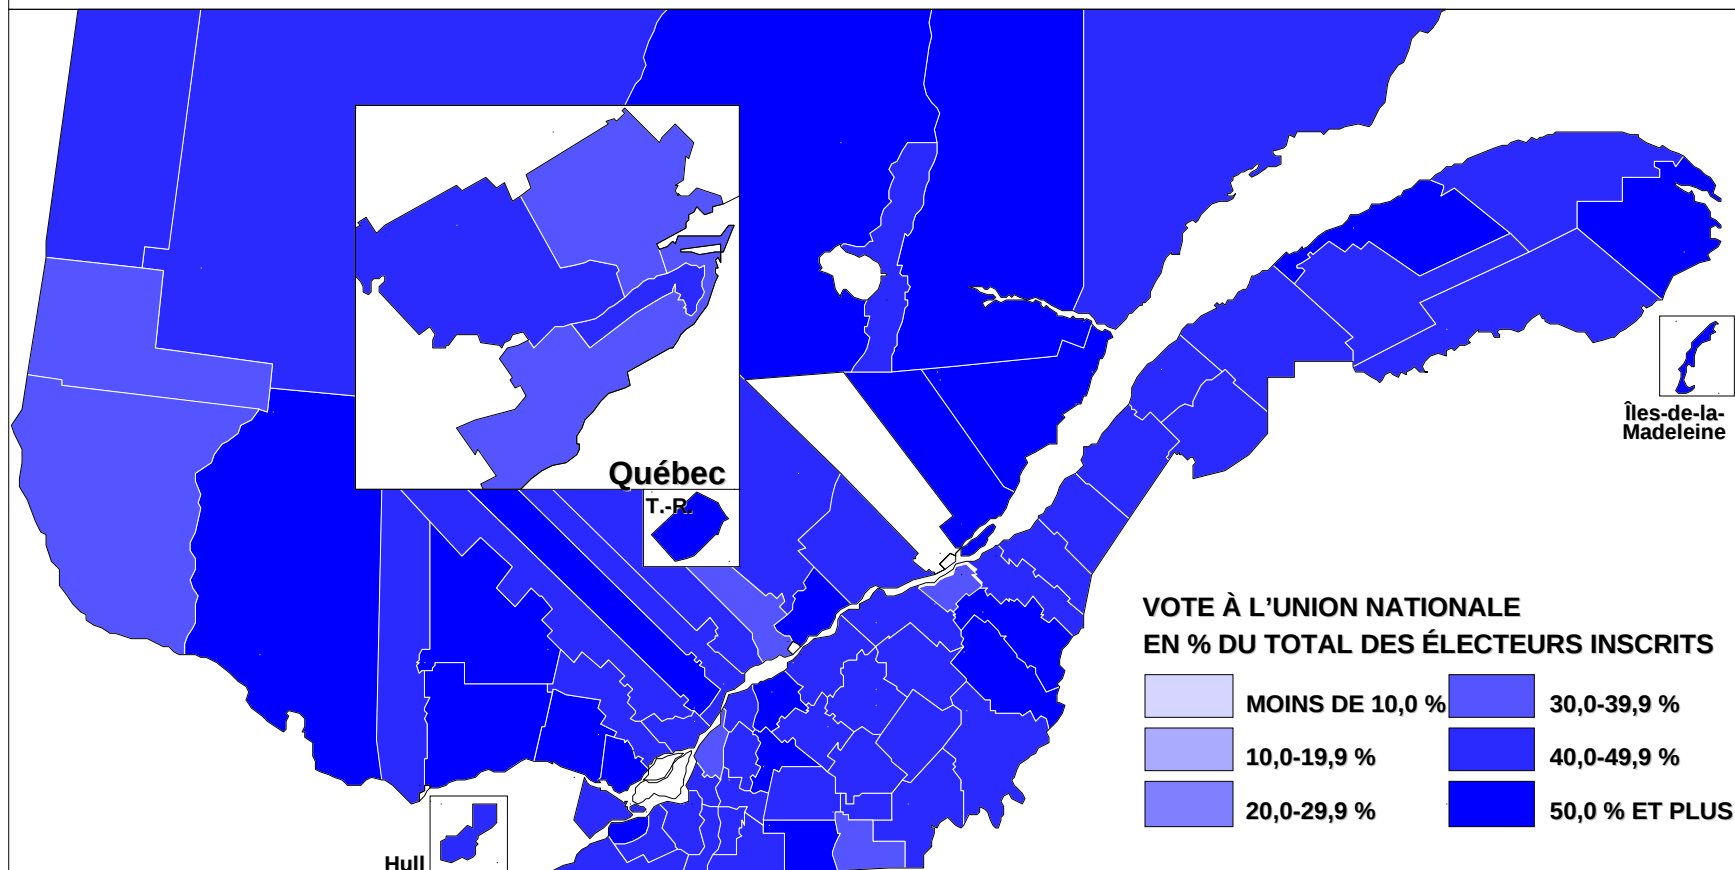 Québec
T.-R.
Îles-de-la-
Madeleine
VOTE À L’UNION NATIONALE
EN % DU TOTAL DES ÉLECTEURS INSCRITS
MOINS DE 10,0 %
30,0-39,9 %
10,0-19,9 %
40,0-49,9 %
20,0-29,9 %
50,0 % ET PLUS
Hull